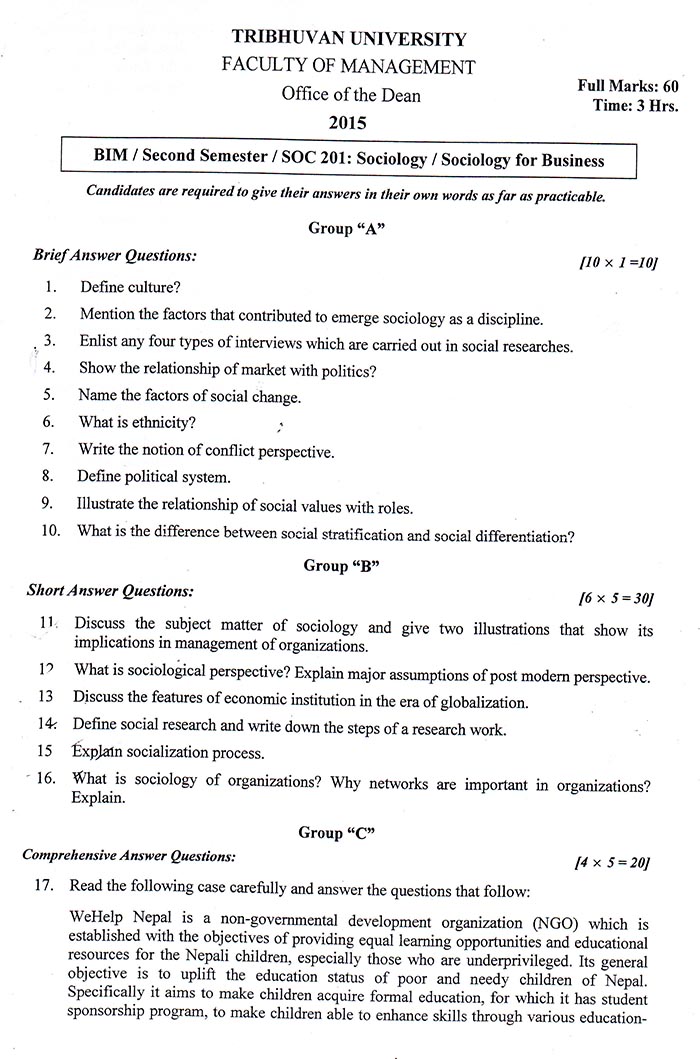 TRIBHUVAN UNIVERSITY
FACULTY OF MANAGEMENT
Office of the Dean
2015
Full Marks: 60
Time: 3 Hrs.
BIM / Second Semester / SOC 201: Sociology / Sociology for Business
Candidates are required to give their answers in their own words as far as practicable.
Group “A”
Brief Answer Questions:
[10 × 1 =10]
1. Define culture?
2. Mention the factors that contributed to emerge sociology as a discipline.
3. Enlist any four types of interviews which are carried out in social researches.
4. Show the relationship of market with politics?
5. Name the factors of social change.
6. What is ethnicity?
7. Write the notion of conflict perspective.
8. Define political system.
9. Illustrate the relationship of social values with roles.
10. What is the difference between social stratification and social differentiation?
Group “B”
Short Answer Questions:
[6 × 5 = 30]
11. Discuss the subject matter of sociology and give two illustrations that show its
implications in management of organizations.
12 What is sociological perspective? Explain major assumptions of post modern perspective.
13 Discuss the features of economic institution in the era of globalization.
14. Define social research and write down the steps of a research work.
15 Explain socialization process.
16. What is sociology of organizations? Why networks are important in organizations?
Explain.
Group “C”
Comprehensive Answer Questions:
[4 × 5 = 20]
17. Read the following case carefully and answer the questions that follow:
WeHelp Nepal is a non-governmental development organization (NGO) which is
established with the objectives of providing equal learning opportunities and educational
resources for the Nepali children, especially those who are underprivileged. Its general
objective is to uplift the education status of poor and needy children of Nepal.
Specifically it aims to make children acquire formal education, for which it has student
sponsorship program, to make children able to enhance skills through various education-